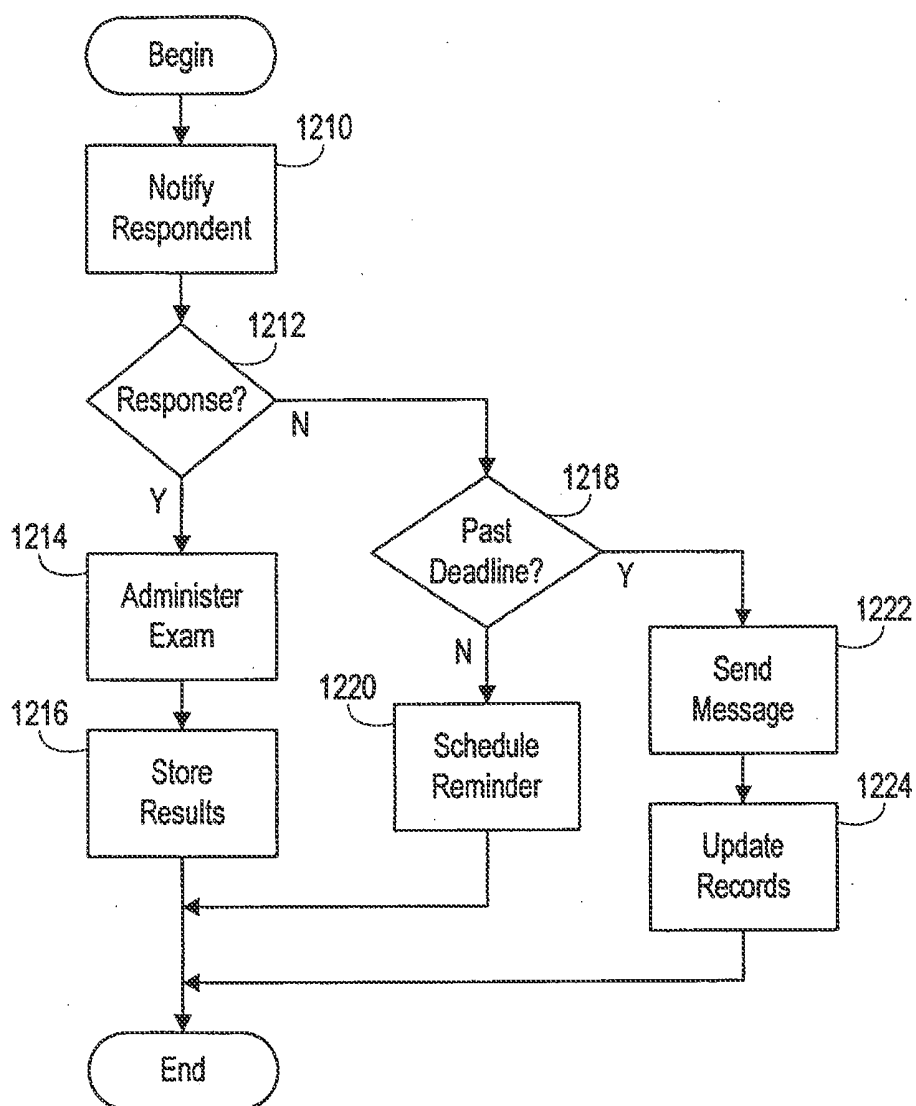 Begin
1210
Notify
Respondent
1212
Response?
N
Y
1218
Past
Deadline?
Y
N
1214
Administer
Exam
1222
Send
Message
1220
Schedule
Reminder
1216
Store
Results
1224
Update
Records
End